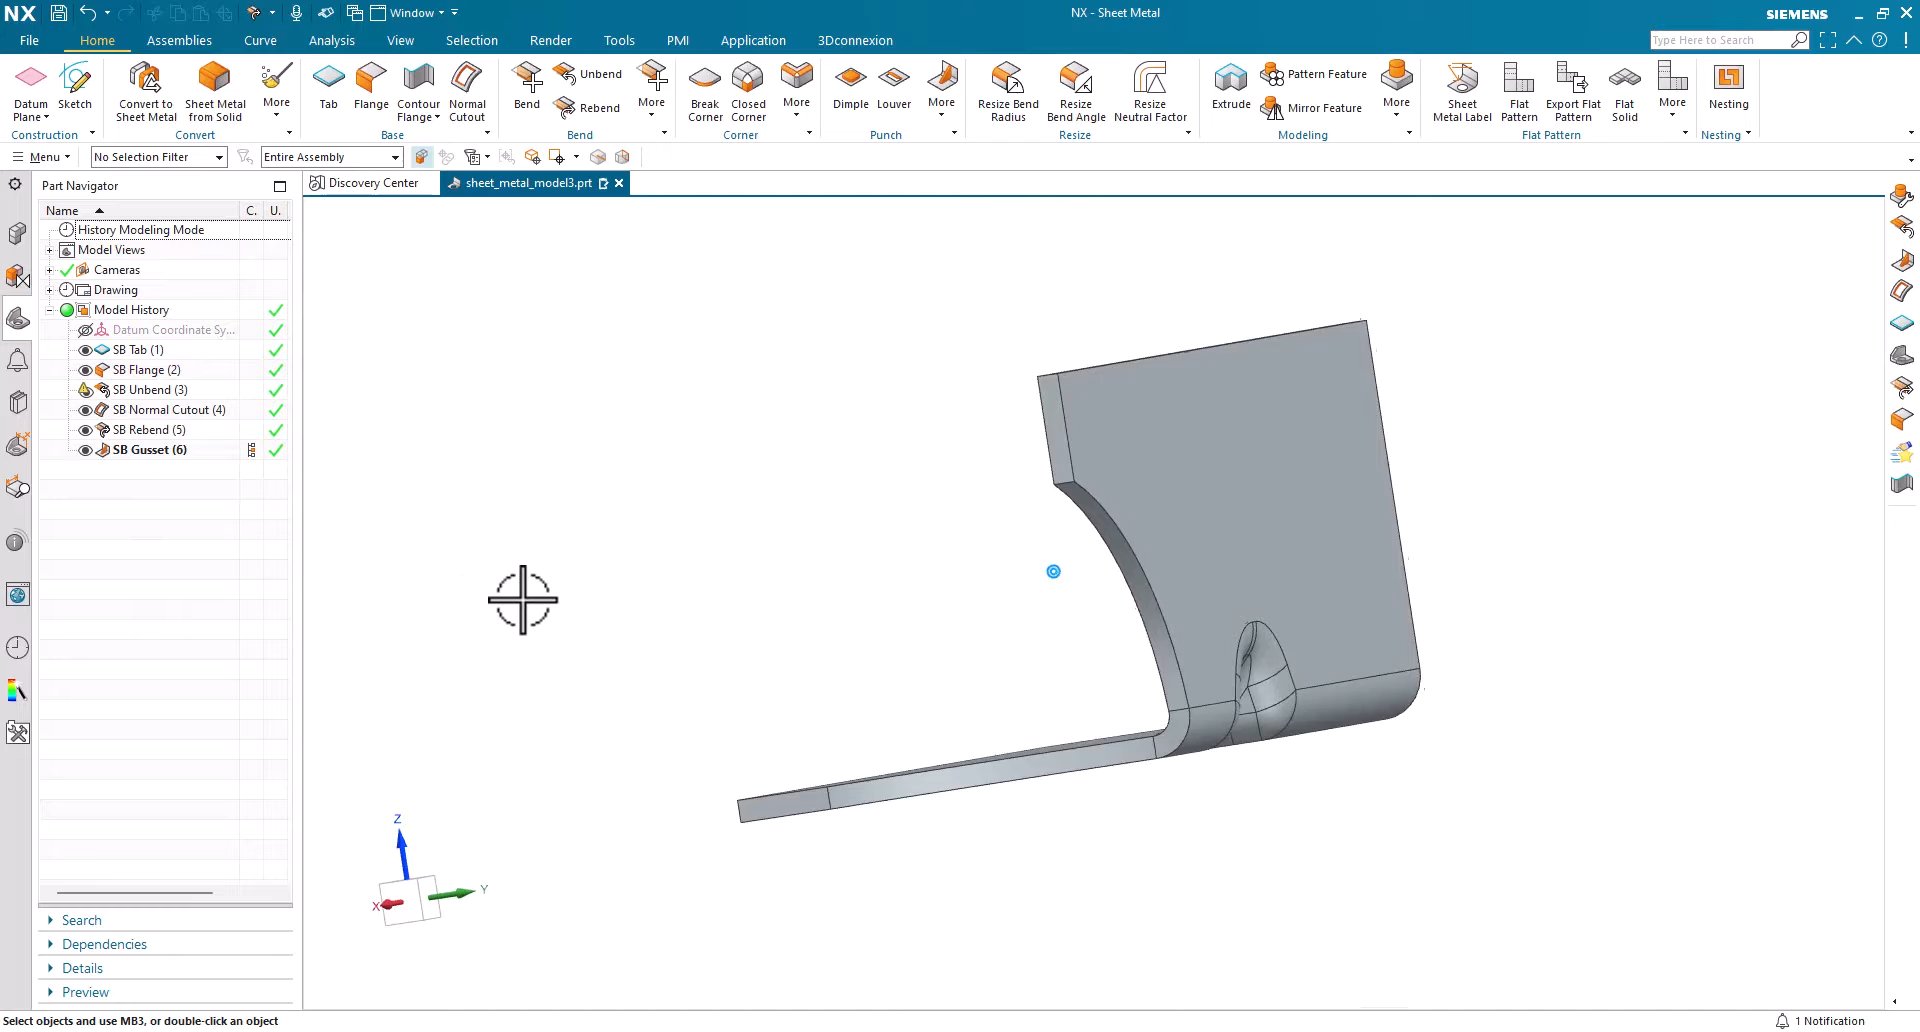 NX
Window
NX - Sheet Metal
SIEMENS
File
Home
Assemblies
Curve
Analysis
View
Selection
Render
Tools
PMI
Application
3Dconnexion
Type Here to Search
Datum
Plane
Sketch
Construction
Convert to
Sheet Metal
Sheet Metal
from Solid
More
Convert
Tab
Flange
Contour
Flange
Normal
Cutout
Base
Bend
Unbend
Rebend
More
Bend
Break
Corner
Closed
Corner
More
Corner
Dimple
Louver
More
Punch
Resize Bend
Radius
Resize
Bend Angle
Resize
Neutral Factor
Resize
Extrude
Pattern Feature
Mirror Feature
More
Modeling
Sheet
Metal Label
Flat
Pattern
Export Flat
Pattern
Flat
Solid
More
Flat Pattern
Nesting
Nesting
Menu
No Selection Filter
Entire Assembly
Part Navigator
Discovery Center
sheet_metal_model3.prt
Name
C.
U.
History Modeling Mode
Model Views
Cameras
Drawing
Model History
Datum Coordinate Sy...
SB Tab (1)
SB Flange (2)
SB Unbend (3)
SB Normal Cutout (4)
SB Rebend (5)
SB Gusset (6)
Z
Y
X
Search
Dependencies
Details
Preview
Select objects and use MB3, or double-click an object
1 Notification